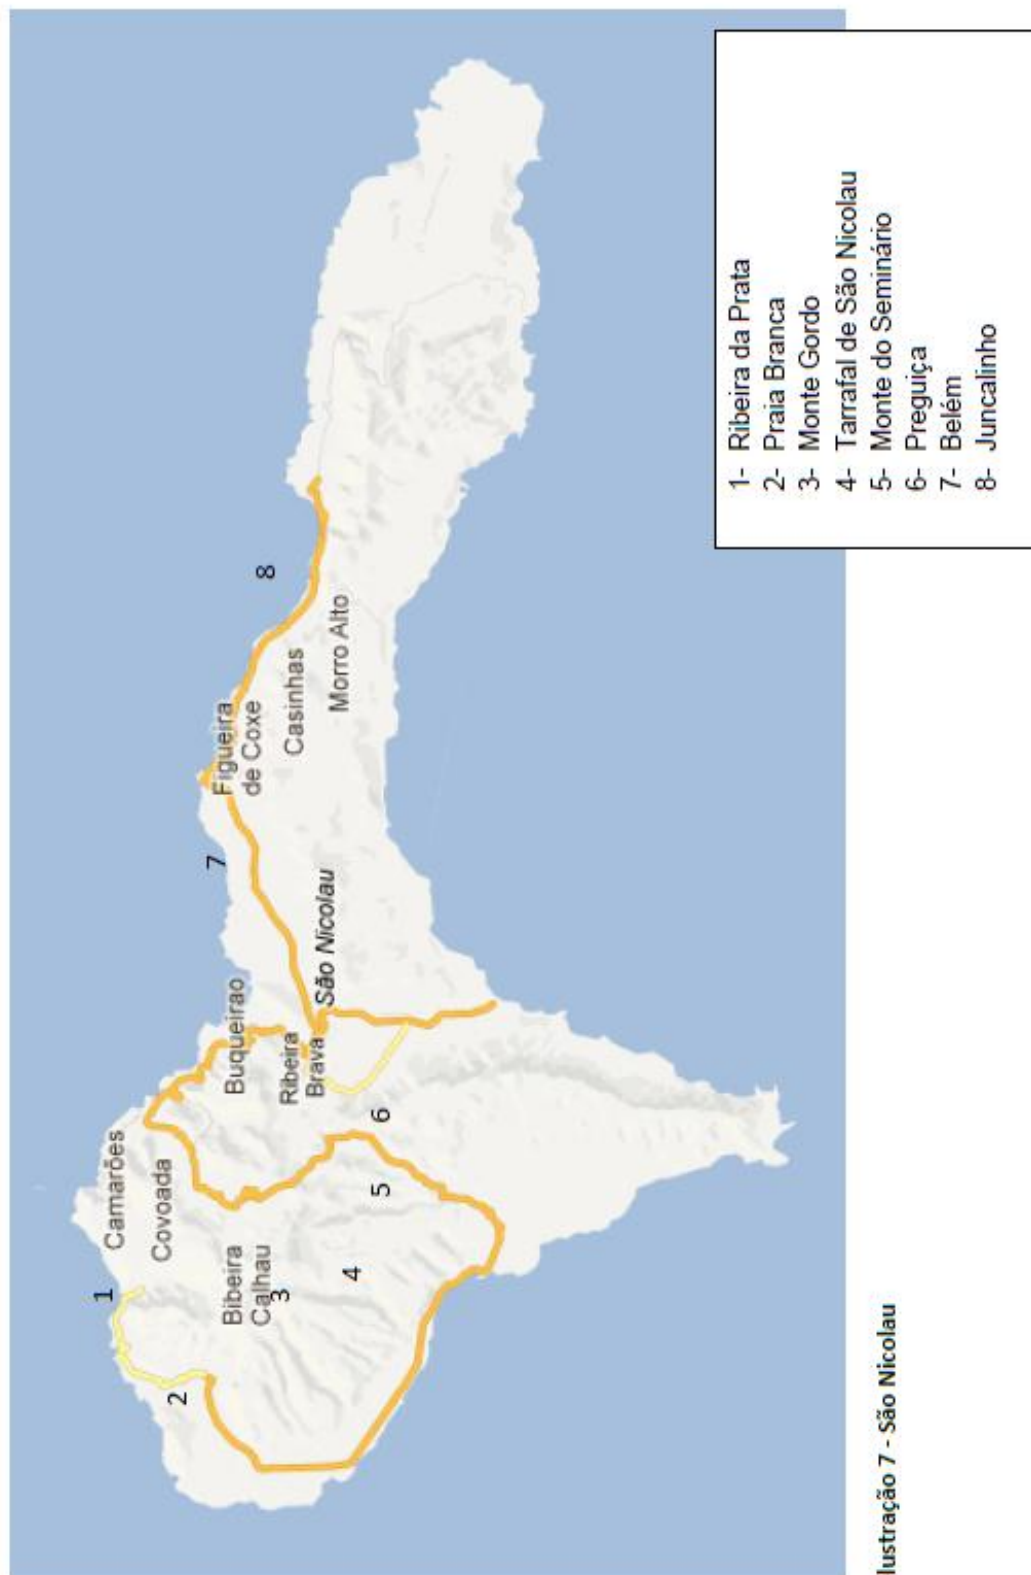 1
Camarões
Covoada
2
7
Figueira
de Coxe
Bibeira
Calhau
Buqueirao
8
3
Ribeira
Brava
Casinhas
São Nicolau
Morro Alto
4
5
6
1- Ribeira da Prata
2- Praia Branca
3- Monte Gordo
4- Tarrafal de São Nicolau
5- Monte do Seminário
6- Preguiça
7- Belém
8- Juncalinho
lustração 7 - São Nicolau